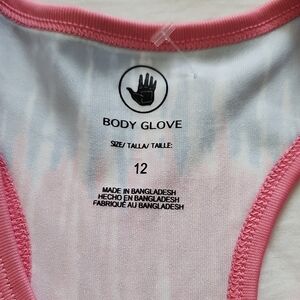 BODY GLOVE
SIZE/ TALLA/ TAILLE:
12
MADE IN BANGLADESH
HECHO EN BANGLADESH
FABRIQUÉ AU BANGLADESH